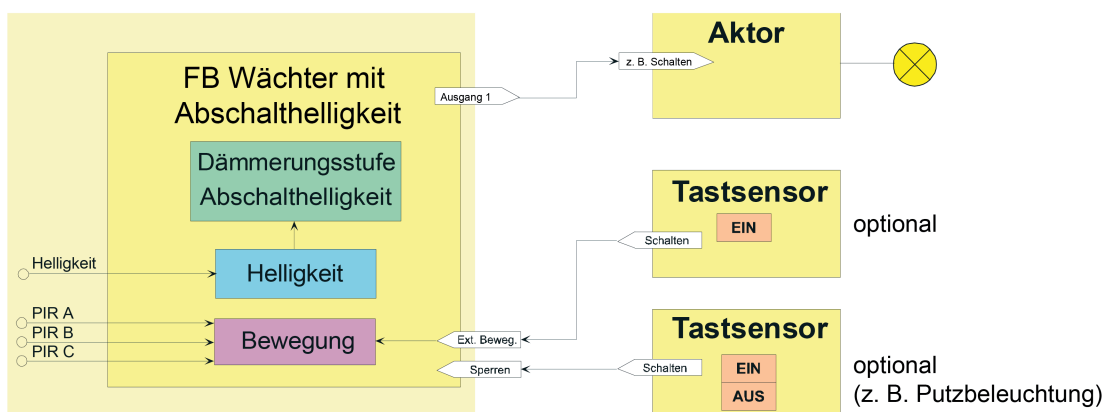 FB Wächter mit
Abschalthelligkeit
Dämmerungsstufe
Abschalthelligkeit
Helligkeit
Helligkeit
PIR A
PIR B
PIR C
Bewegung
Ausgang 1
Ext. Beweg.
Sperren
Aktor
z. B. Schalten
Tastsensor
EIN
Schalten
optional
Tastsensor
Schalten
EIN
AUS
optional
(z. B. Putzbeleuchtung)